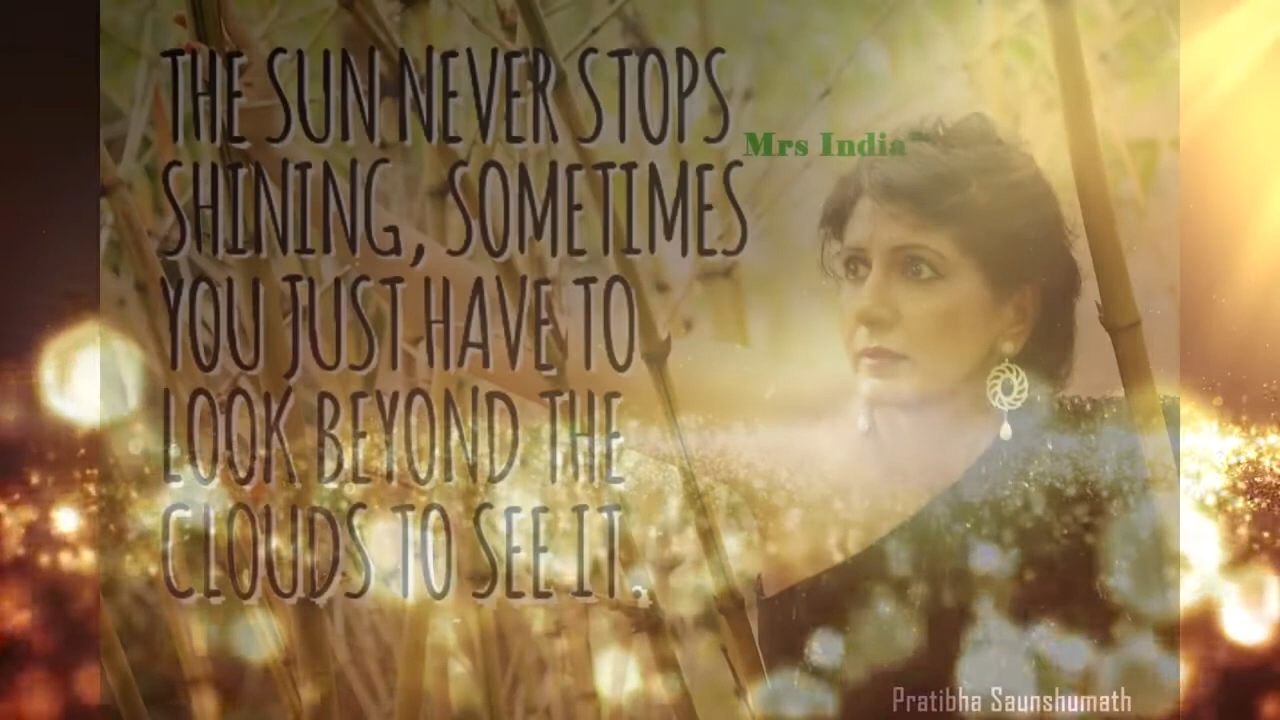 THE SUN NEVER STOPS
SHINING, SOMETIMES
YOU JUST HAVE TO
LOOK BEYOND THE
CLOUDS TO SEE IT.
Mrs India™
Pratibha Saunshumath